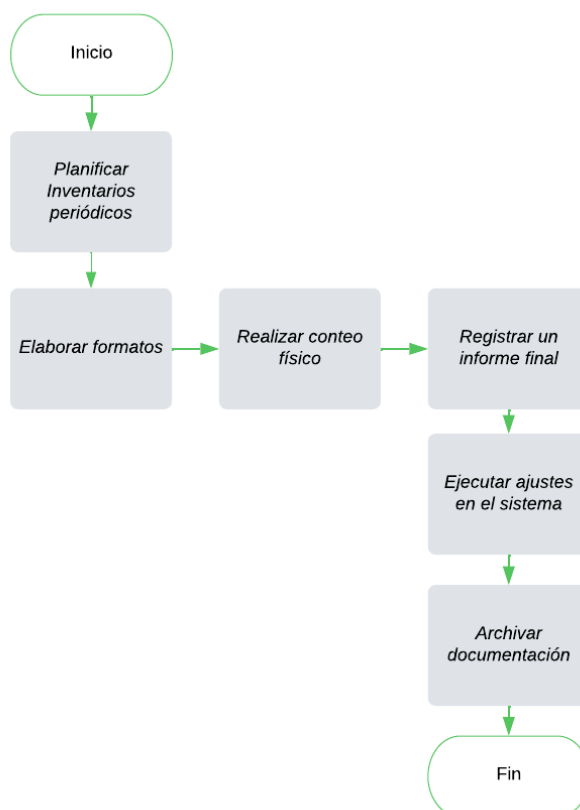 Inicio
Planificar
Inventarios
periódicos
Elaborar formatos
Realizar conteo
físico
Registrar un
informe final
Ejecutar ajustes
en el sistema
Archivar
documentación
Fin